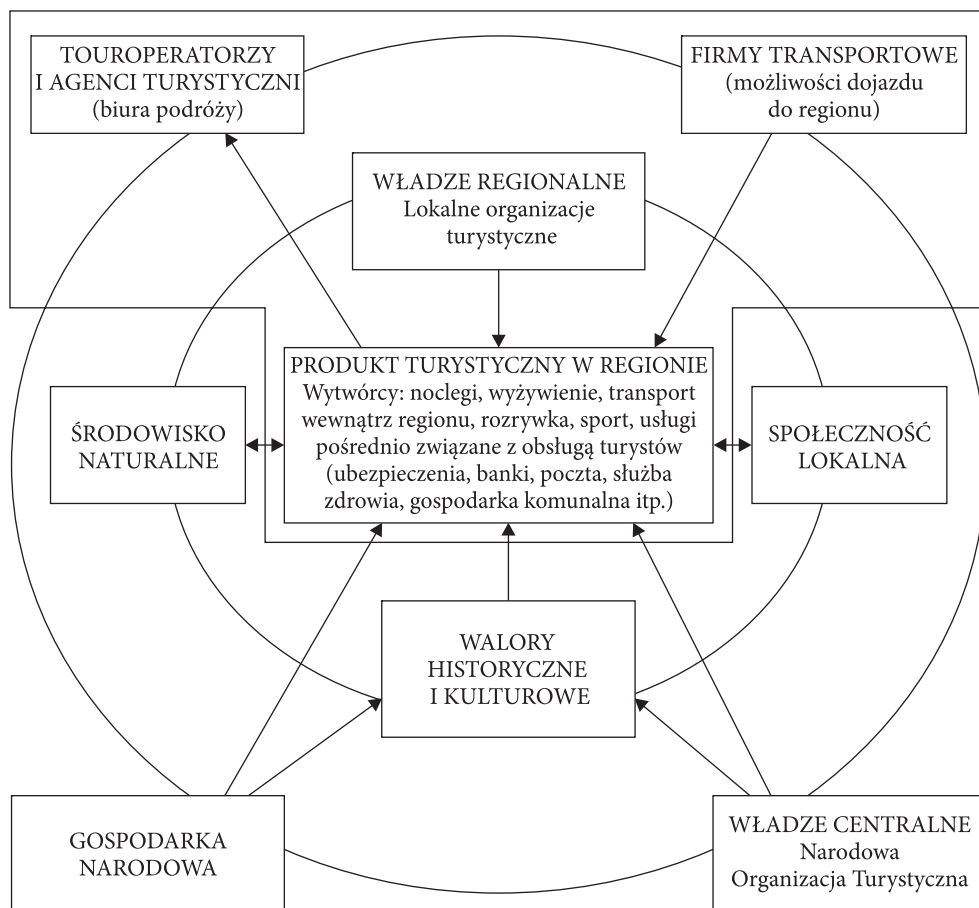 TOUROPERATORZY
I AGENCI TURYSTYCZNI
(biura podróży)
FIRMY TRANSPORTOWE
(możliwości dojazdu
do regionu)
WŁADZE REGIONALNE
Lokalne organizacje
turystyczne
PRODUKT TURYSTYCZNY W REGIONIE
Wytwórcy: noclegi, wyżywienie, transport
wewnątrz regionu, rozrywka, sport, usługi
pośrednio związane z obsługą turystów
(ubezpieczenia, banki, poczta, służba
zdrowia, gospodarka komunalna itp.)
ŚRODOWISKO
NATURALNE
SPOŁECZNOŚĆ
LOKALNA
WALORY
HISTORYCZNE
I KULTUROWE
GOSPODARKA
NARODOWA
WŁADZE CENTRALNE
Narodowa
Organizacja Turystyczna